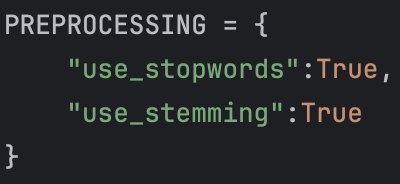 PREPROCESSING = {
    "use_stopwords":True,
    "use_stemming":True
}